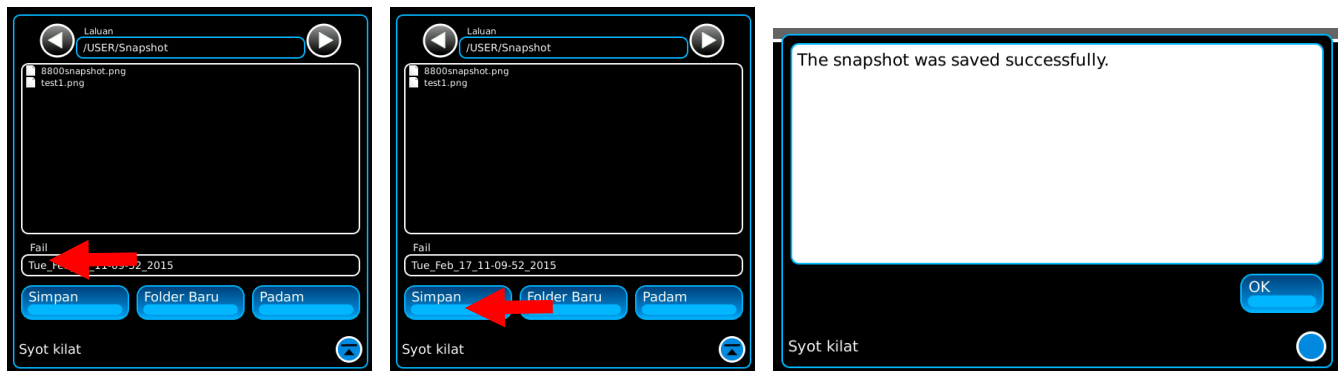 Laluan
/USER/Snapshot
8800snapshot.png
test1.png
Fail
Simpan
Folder Baru
Padam
Syot kilat
Laluan
/USER/Snapshot
8800snapshot.png
test1.png
Fail
Tue_Feb_17_11-09-52_2015
Simpan
Folder Baru
Padam
Syot kilat
The snapshot was saved successfully.
OK
Syot kilat